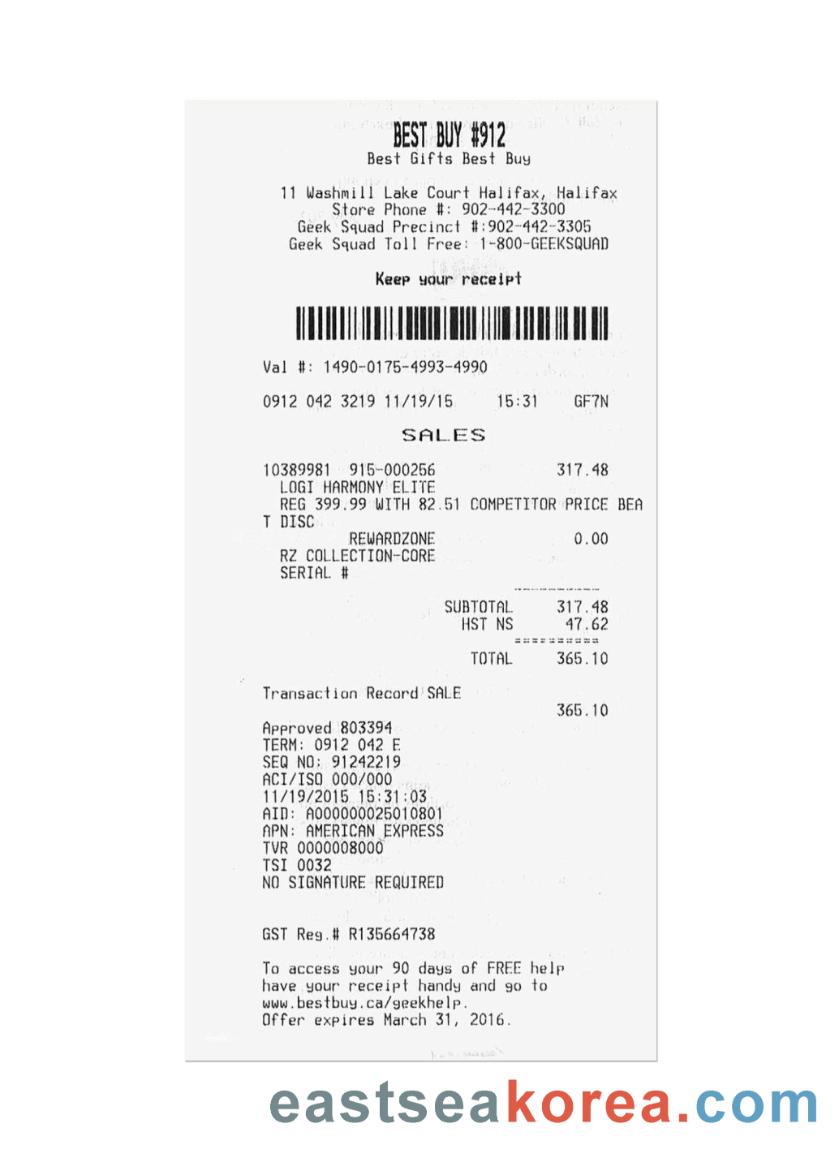 BEST BUY #912
Best Gifts Best Buy
11 Washmill Lake Court Halifax, Halifax
Store Phone #: 902-442-3300
Geek Squad Precinct #:902-442-3305
Geek Squad Toll Free: 1-800-GEEKSQUAD
Keep your receipt
Val #: 1490-0175-4993-4990
0912 042 3219 11/19/15 15:31 GF7N
SALES
10389981 915-000256 317.48
LOGI HARMONY ELITE
REG 399.99 WITH 82.51 COMPETITOR PRICE BEA
T DISC
REWARDZONE 0.00
RZ COLLECTION-CORE
SERIAL #
SUBTOTAL 317.48
HST NS 47.62
TOTAL 365.10
Transaction Record SALE
365.10
Approved 803394
TERM: 0912 042 E
SEQ NO: 91242219
ACI/ISO 000/000
11/19/2015 15:31:03
AID: A000000025010801
APN: AMERICAN EXPRESS
TVR 0000008000
TSI 0032
NO SIGNATURE REQUIRED
GST Reg.# R135664738
To access your 90 days of FREE help
have your receipt handy and go to
www.bestbuy.ca/geekhelp.
Offer expires March 31, 2016.
eastseakorea.com